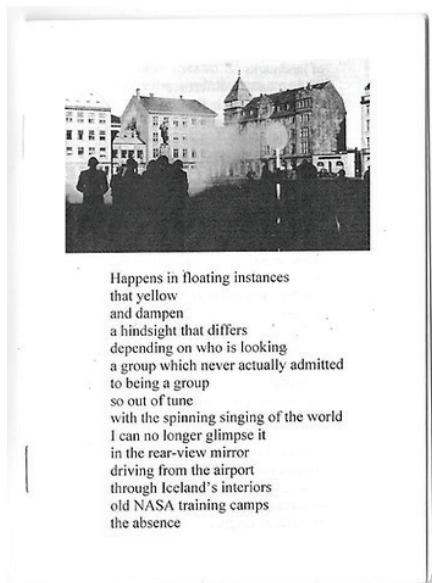 Happens in floating instances
that yellow
and dampen
a hindsight that differs
depending on who is looking
a group which never actually admitted
to being a group
so out of tune
with the spinning singing of the world
I can no longer glimpse it
in the rear-view mirror
driving from the airport
through Iceland's interiors
old NASA training camps
the absence